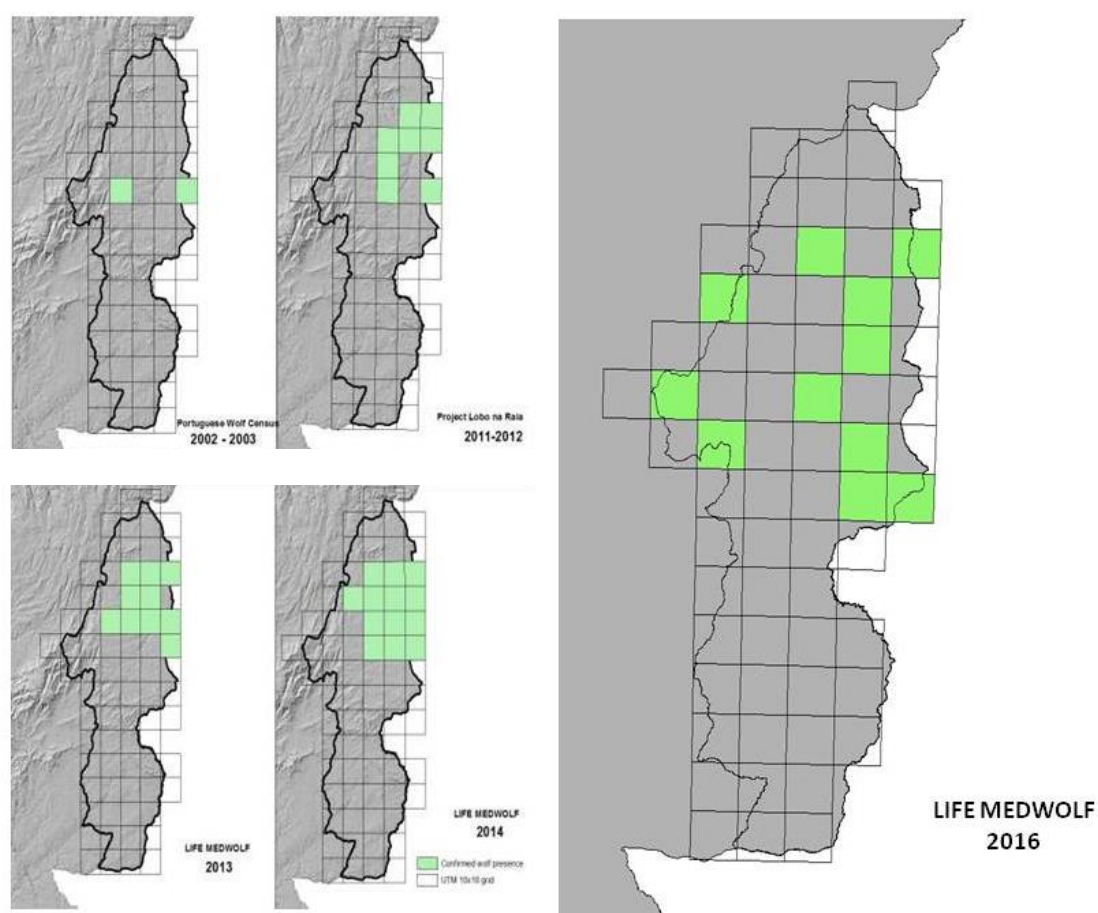 Portuguese Wolf Census
2002 - 2003
Project Lobo na Raia
2011-2012
LIFE MEDWOLF
2013
LIFE MEDWOLF
2014
Confirmed wolf presence
UTM 10x10 grid
LIFE MEDWOLF
2016